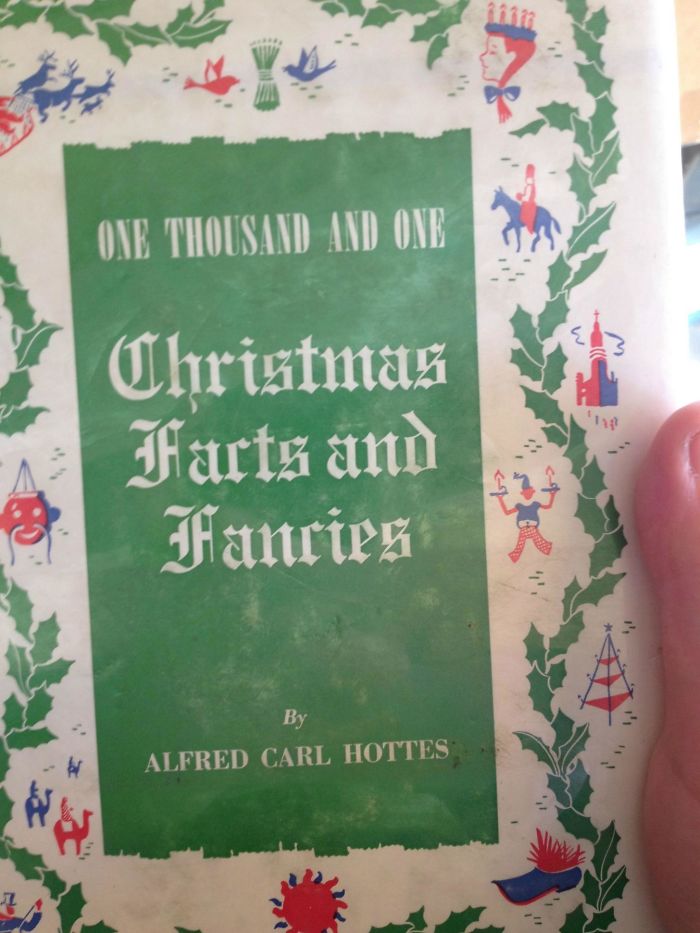 ONE THOUSAND AND ONE
Christmas
Facts and
Fancies
By
ALFRED CARL HOTTES